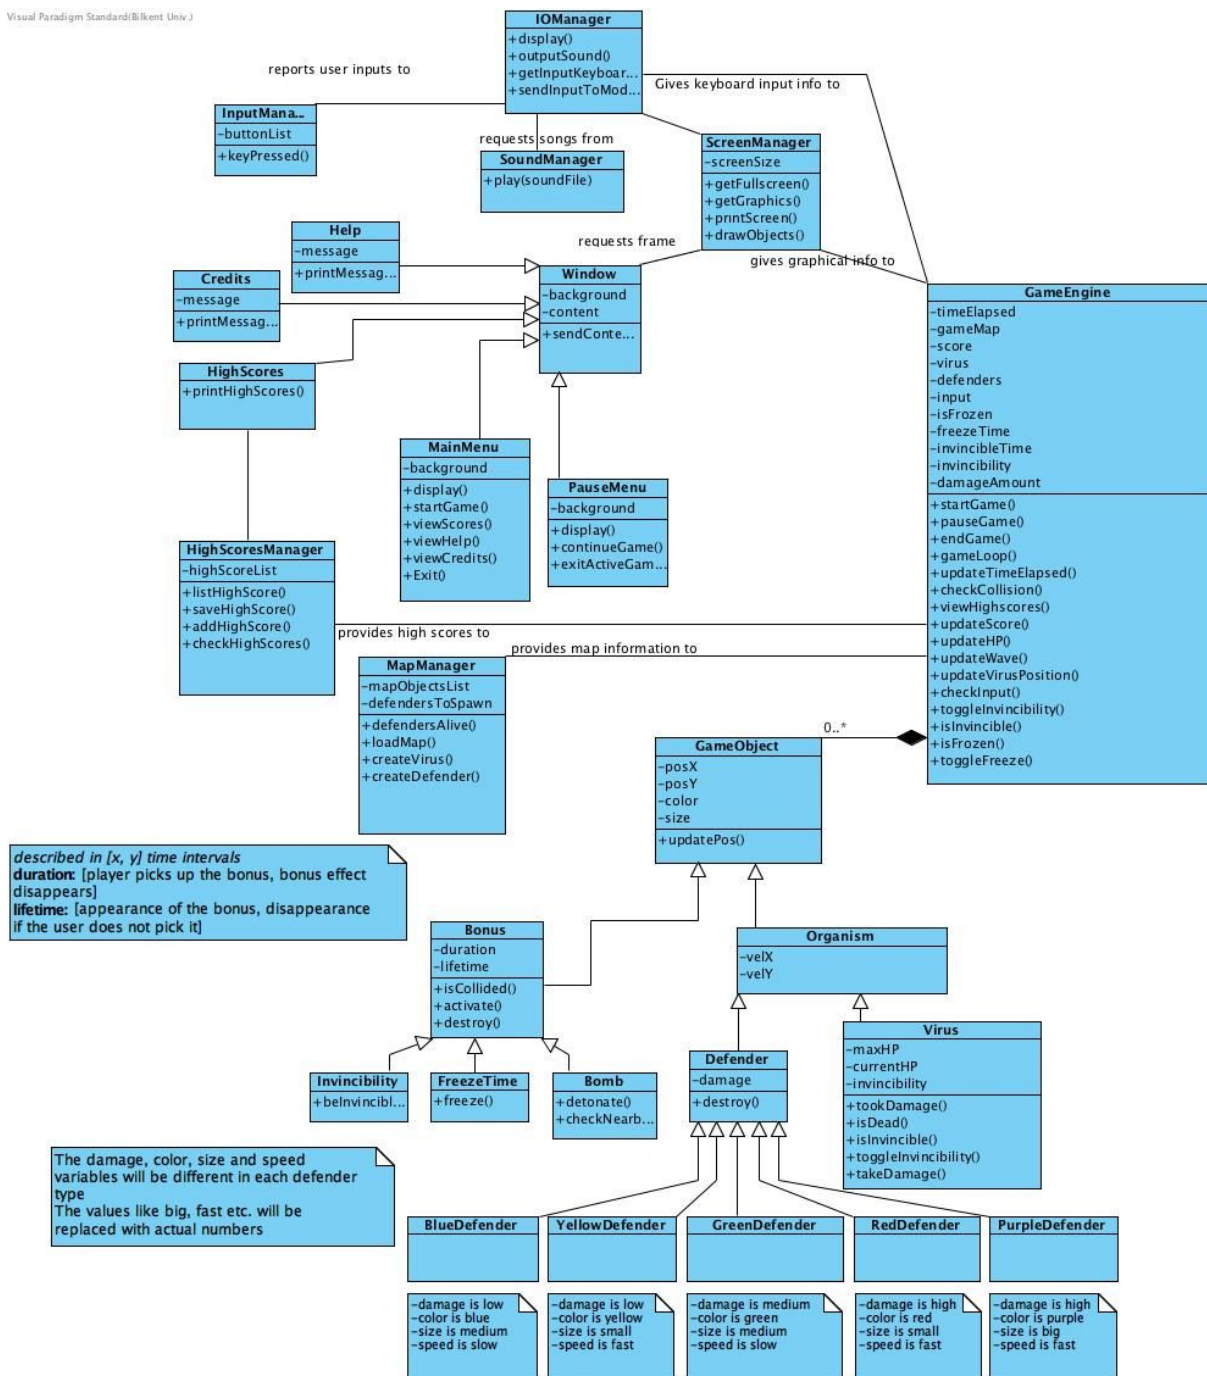 Visual Paradigm Standard(Bilkent Univ.)
IOManager
+display()
+outputSound()
+getInputKeyboar...
+sendInputToMod...
reports user inputs to
Gives keyboard input info to
InputMana...
-buttonList
+keyPressed()
requests songs from
SoundManager
+play(soundFile)
ScreenManager
-screenSize
+getFullscreen()
+getGraphics()
+printScreen()
+drawObjects()
Help
-message
+printMessag...
requests frame
gives graphical info to
Credits
-message
+printMessag...
Window
-background
-content
+sendConte...
HighScores
+printHighScores()
GameEngine
-timeElapsed
-gameMap
-score
-virus
-defenders
-input
-isFrozen
-freezeTime
-invincibleTime
-invincibility
-damageAmount
+startGame()
+pauseGame()
+endGame()
+gameLoop()
+updateTimeElapsed()
+checkCollision()
+viewHighscores()
+updateScore()
+updateHP()
+updateWave()
+updateVirusPosition()
+checkInput()
+toggleInvincibility()
+isInvincible()
+isFrozen()
+toggleFreeze()
MainMenu
-background
+display()
+startGame()
+viewScores()
+viewHelp()
+viewCredits()
+Exit()
PauseMenu
-background
+display()
+continueGame()
+exitActiveGam...
HighScoresManager
-highScoreList
+listHighScore()
+saveHighScore()
+addHighScore()
+checkHighScores()
provides high scores to
provides map information to
MapManager
-mapObjectsList
-defendersToSpawn
+defendersAlive()
+loadMap()
+createVirus()
+createDefender()
0..*
GameObject
-posX
-posY
-color
-size
+updatePos()
described in [x, y] time intervals
duration: [player picks up the bonus, bonus effect
disappears]
lifetime: [appearance of the bonus, disappearance
if the user does not pick it]
Bonus
-duration
-lifetime
+isCollided()
+activate()
+destroy()
Organism
-velX
-velY
Invincibility
+beInvincibl...
FreezeTime
+freeze()
Bomb
+detonate()
+checkNearb...
Defender
-damage
+destroy()
Virus
-maxHP
-currentHP
-invincibility
+tookDamage()
+isDead()
+isInvincible()
+toggleInvincibility()
+takeDamage()
The damage, color, size and speed
variables will be different in each defender
type
The values like big, fast etc. will be
replaced with actual numbers
BlueDefender
YellowDefender
GreenDefender
RedDefender
PurpleDefender
-damage is low
-color is blue
-size is medium
-speed is slow
-damage is low
-color is yellow
-size is small
-speed is fast
-damage is medium
-color is green
-size is medium
-speed is slow
-damage is high
-color is red
-size is small
-speed is fast
-damage is high
-color is purple
-size is big
-speed is fast